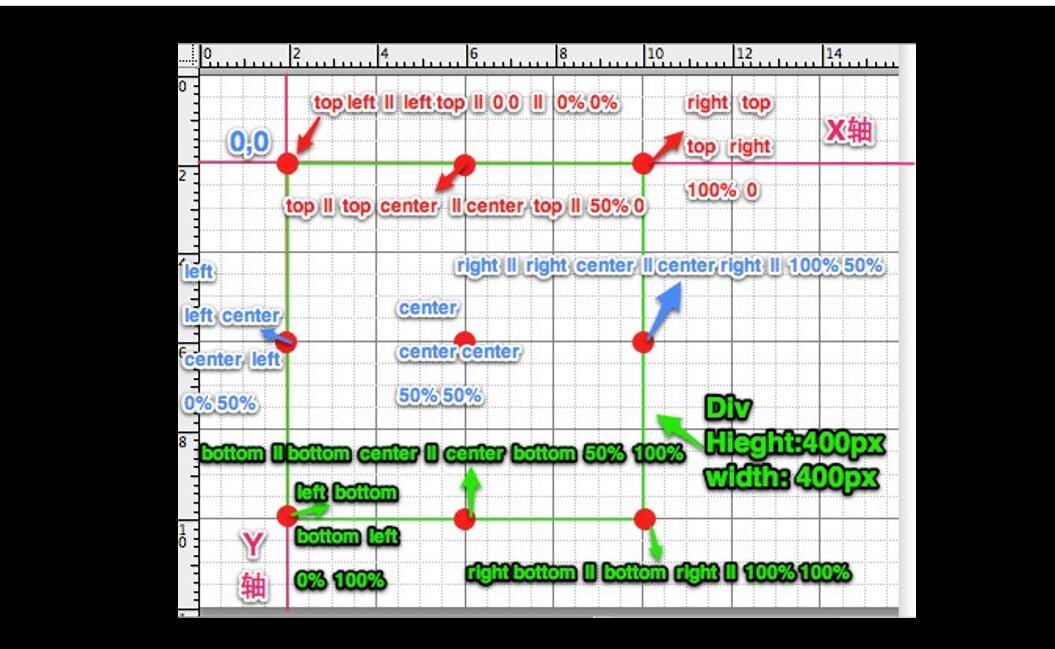 0 2 4 6 8 10 12 14
0
top left || left top || 0 0 || 0% 0%
right top
0,0
X轴
top right
2
100% 0
top || top center || center top || 50% 0
left
right || right center || center right || 100% 50%
center
left center
center center
6
center left
50% 50%
0% 50%
Div
Hieght:400px
width: 400px
8
bottom || bottom center || center bottom 50% 100%
left bottom
10
bottom left
Y
轴
0% 100%
right bottom || bottom right || 100% 100%